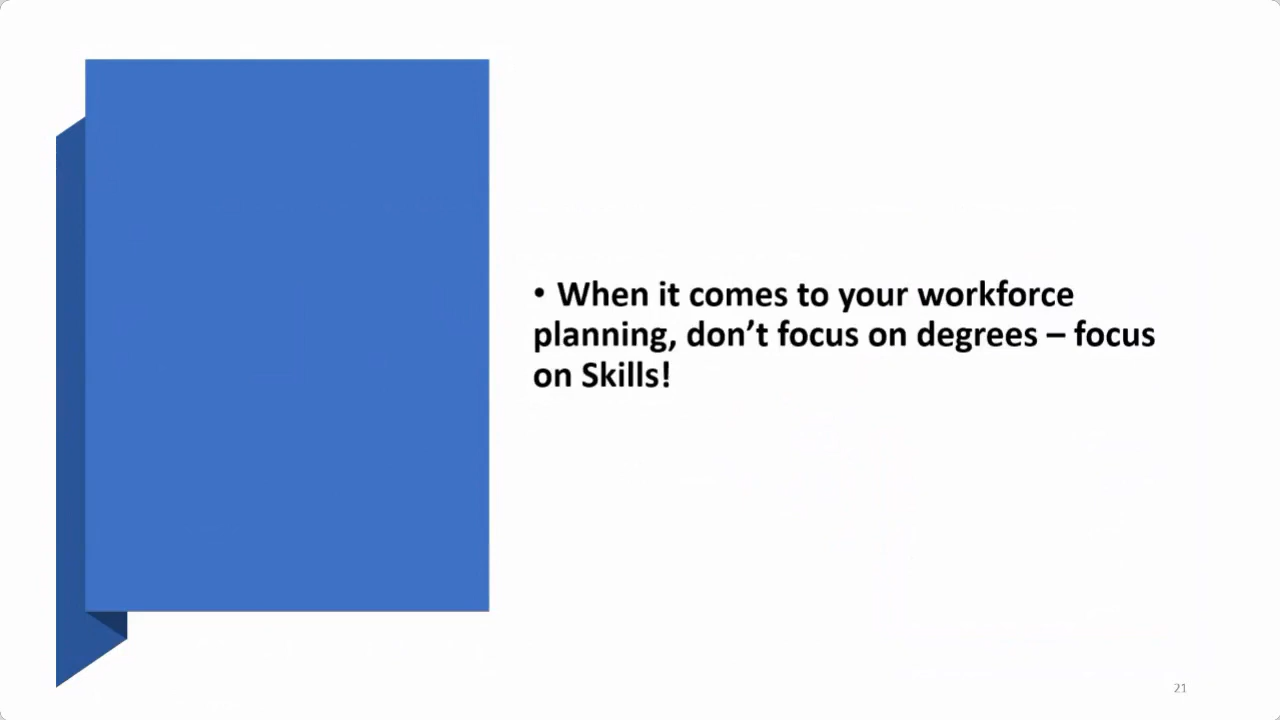 • When it comes to your workforce
planning, don’t focus on degrees – focus
on Skills!
21